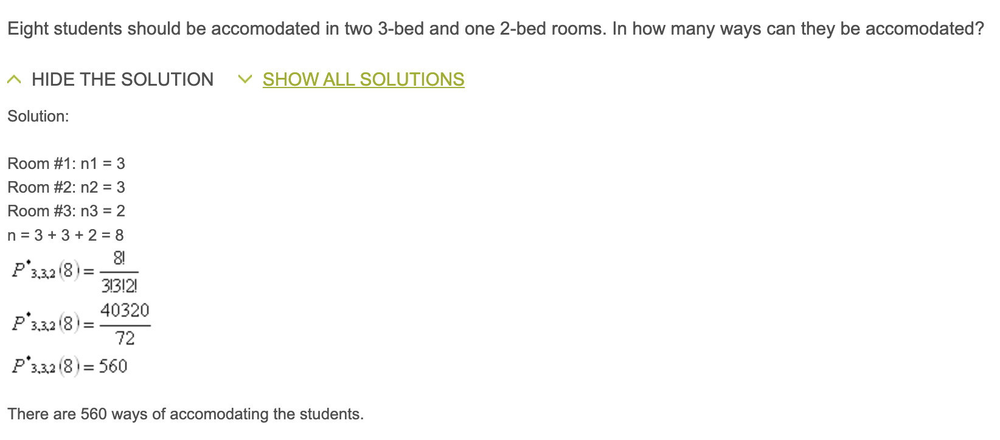 Eight students should be accomodated in two 3-bed and one 2-bed rooms. In how many ways can they be accomodated?
HIDE THE SOLUTION SHOW ALL SOLUTIONS
Solution:
Room #1: n1 = 3
Room #2: n2 = 3
Room #3: n3 = 2
n = 3 + 3 + 2 = 8
P*3,3,2(8) = 8!/3!3!2!
P*3,3,2(8) = 40320/72
P*3,3,2(8) = 560
There are 560 ways of accomodating the students.